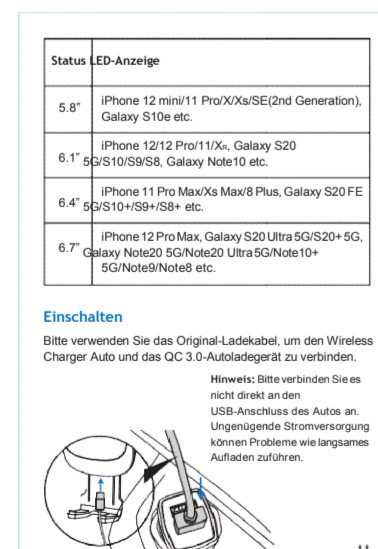 Status LED-Anzeige
5.8" iPhone 12 mini/11 Pro/X/Xs/SE(2nd Generation),
Galaxy S10e etc.
iPhone 12/12 Pro/11/XR, Galaxy S20
6.1" 5G/S10/S9/S8, Galaxy Note10 etc.
iPhone 11 Pro Max/Xs Max/8 Plus, Galaxy S20 FE
6.4" 5G/S10+/S9+/S8+ etc.
iPhone 12 Pro Max, Galaxy S20 Ultra 5G/S20+ 5G,
6.7" Galaxy Note20 5G/Note20 Ultra 5G/Note10+
5G/Note9/Note8 etc.
Einschalten
Bitte verwenden Sie das Original-Ladekabel, um den Wireless
Charger Auto und das QC 3.0-Autoladegerät zu verbinden.
Hinweis: Bitte verbinden Sie es
nicht direkt an den
USB-Anschluss des Autos an.
Ungenügende Stromversorgung
können Probleme wie langsames
Aufladen zuführen.